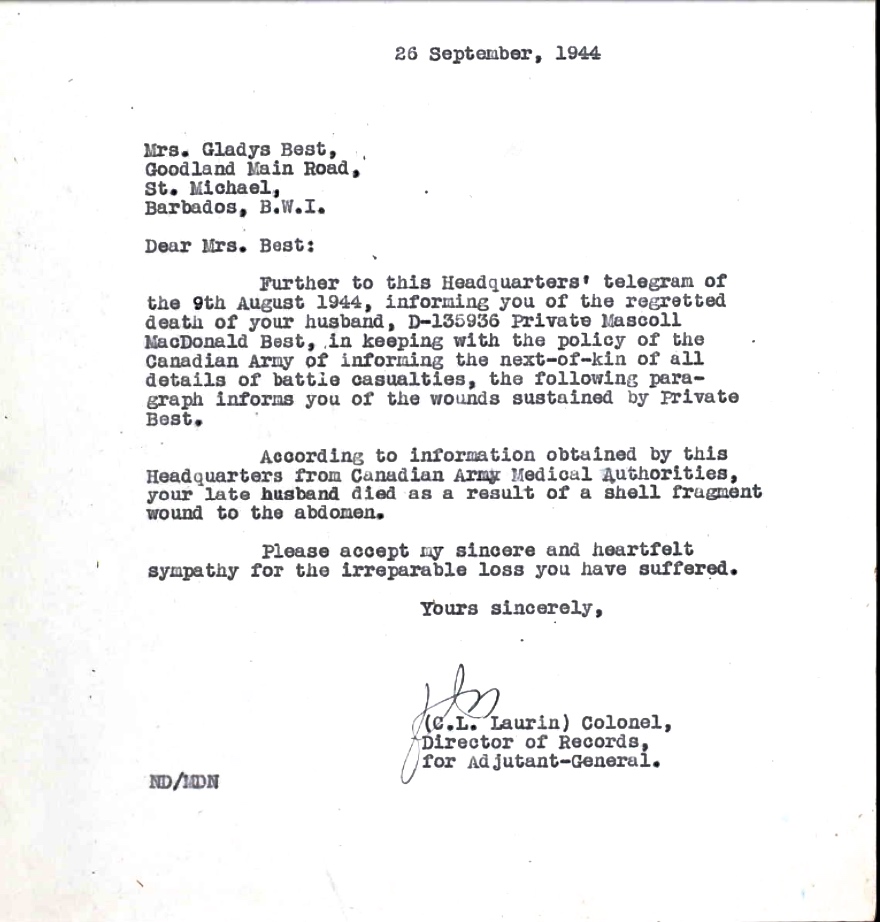 26 September, 1944
Mrs. Gladys Best,
Goodland Main Road,
St. Michael,
Barbados, B.W.I.
Dear Mrs. Best:
Further to this Headquarters' telegram of
the 9th August 1944, informing you of the regretted
death of your husband, D-135936 Private Mascoll
MacDonald Best, in keeping with the policy of the
Canadian Army of informing the next-of-kin of all
details of battle casualties, the following para-
graph informs you of the wounds sustained by Private
Best.
According to information obtained by this
Headquarters from Canadian Army Medical Authorities,
your late husband died as a result of a shell fragment
wound to the abdomen.
Please accept my sincere and heartfelt
sympathy for the irreparable loss you have suffered.
Yours sincerely,
(C.L. Laurin) Colonel,
Director of Records,
for Adjutant-General.
ND/MDN